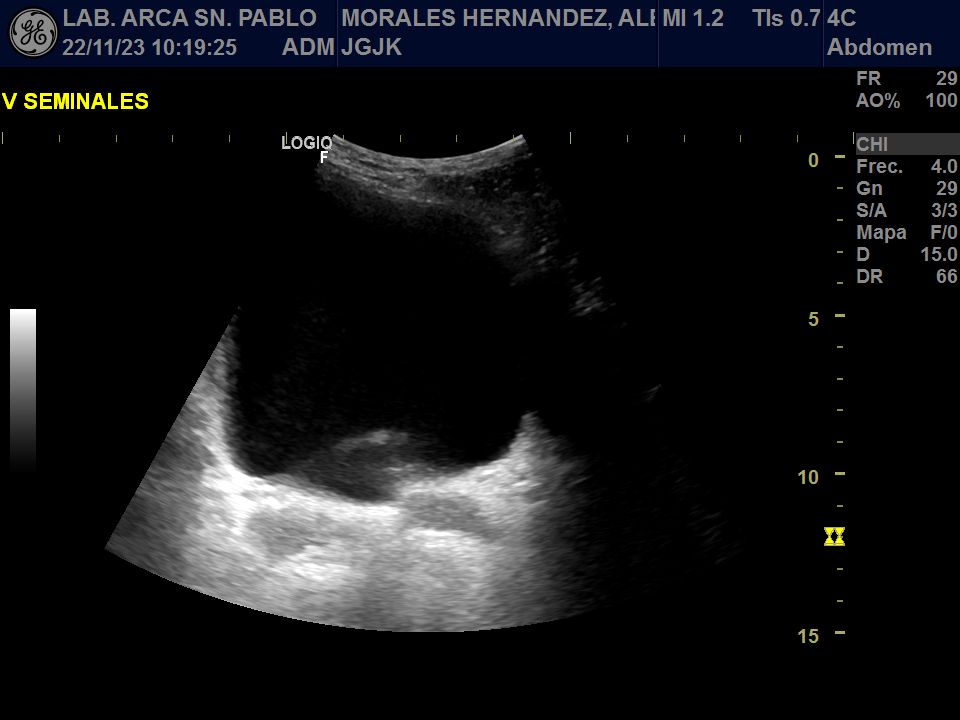 LAB. ARCA SN. PABLO
MORALES HERNANDEZ, ALE
MI 1.2 TIs 0.7
4C
22/11/23 10:19:25 ADM
JGJK
Abdomen
V SEMINALES
FR 29
AO% 100
CHI
Frec. 4.0
Gn 29
S/A 3/3
Mapa F/0
D 15.0
DR 66
LOGIQ
F
0
5
10
15